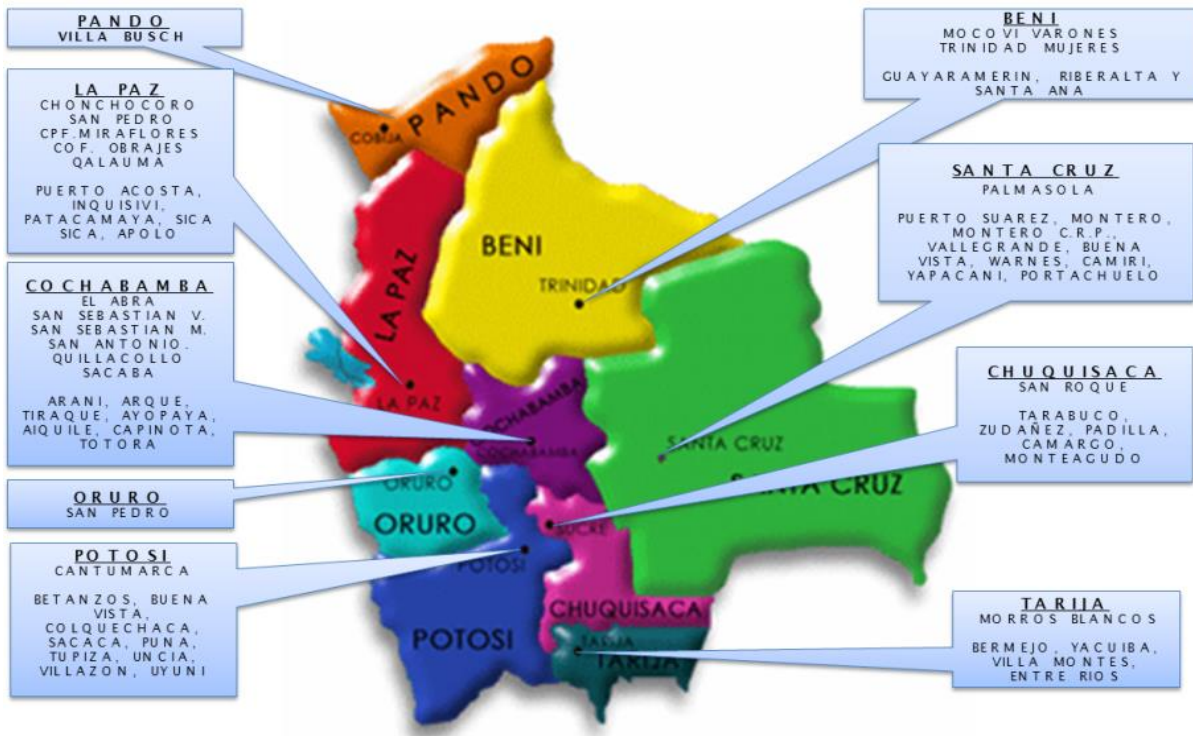 PANDO
VILLA BUSCH
LA PAZ
CHONCHOCORO
SAN PEDRO
CPF.MIRAFLORES
COF. OBRAJES
QALAUMA
PUERTO ACOSTA,
INQUISIVI,
PATACAMAYA, SICA
SICA, APOLO
COCHABAMBA
EL ABRA
SAN SEBASTIAN V.
SAN SEBASTIAN M.
SAN ANTONIO.
QUILLACOLLO
SACABA
ARANI, ARQUE,
TIRAQUE, AYOPAYA,
AIQUILE, CAPINOTA,
TOTORA
ORURO
SAN PEDRO
POTOSI
CANTUMARCA
BETANZOS, BUENA
VISTA,
COLQUECHACA,
SACACA, PUNA,
TUPIZA, UNCIA,
VILLAZON, UYUNI
PANDO
COBIJA
BENI
TRINIDAD
LA PAZ
LA PAZ
COCHABAMBA
COCHABAMBA
SANTA CRUZ
SANTA CRUZ
ORURO
ORURO
SUCRE
POTOSI
CHUQUISACA
POTOSI
TARIJA
TARIJA
BENI
MOCOVI VARONES
TRINIDAD MUJERES
GUAYARAMERIN, RIBERALTA Y
SANTA ANA
SANTA CRUZ
PALMASOLA
PUERTO SUAREZ, MONTERO,
MONTERO C.R.P.,
VALLEGRANDE, BUENA
VISTA, WARNES, CAMIRI,
YAPACANI, PORTACHUELO
CHUQUISACA
SAN ROQUE
TARABUCO,
ZUDAÑEZ, PADILLA,
CAMARGO,
MONTEAGUDO
TARIJA
MORROS BLANCOS
BERMEJO, YACUIBA,
VILLA MONTES,
ENTRE RIOS